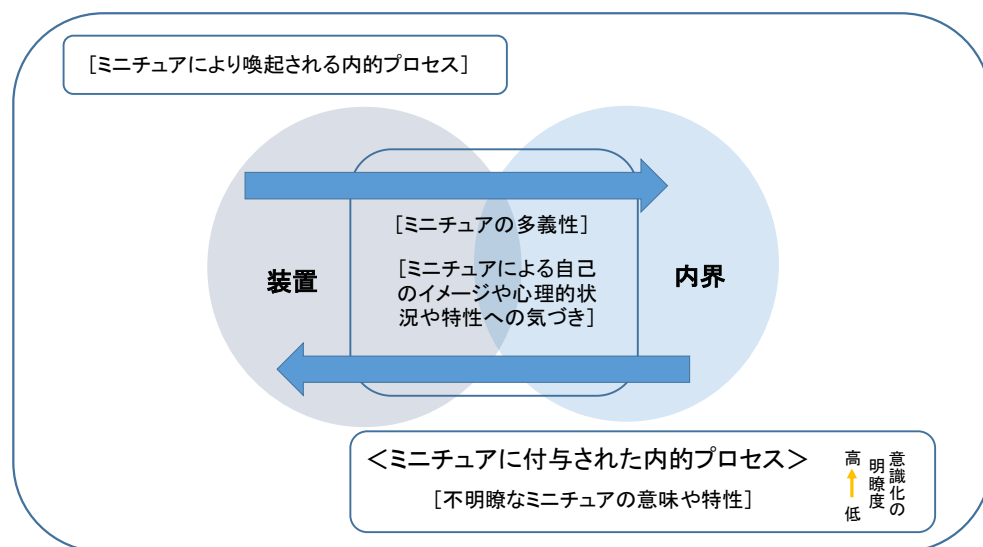 [ミニチュアにより喚起される内的プロセス]
[ミニチュアの多義性]
装置
[ミニチュアによる自己
のイメージや心理的状
況や特性への気づき]
内界
＜ミニチュアに付与された内的プロセス＞
[不明瞭なミニチュアの意味や特性]
意識化の
明瞭度
高
低